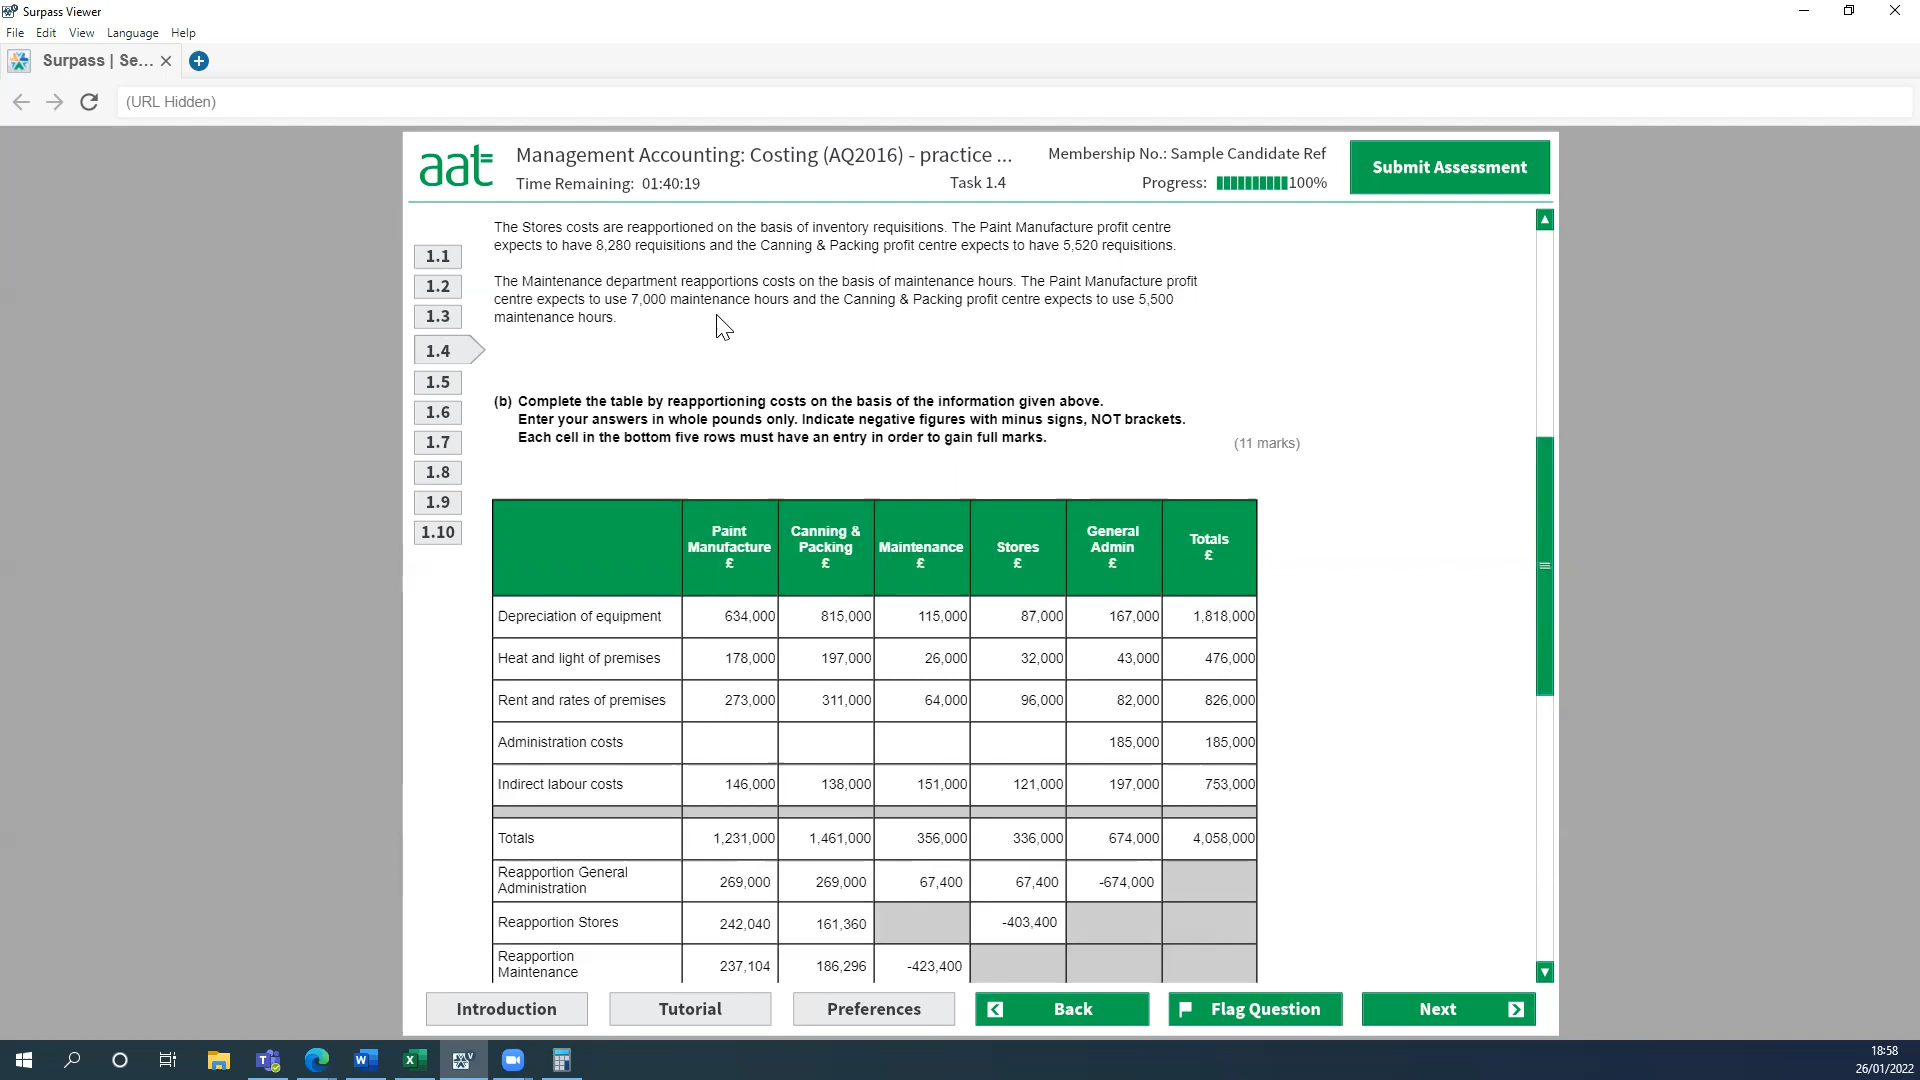 Surpass Viewer
File Edit View Language Help
Surpass | Se...
(URL Hidden)
aat
Management Accounting: Costing (AQ2016) - practice ...
Membership No.: Sample Candidate Ref
Submit Assessment
Time Remaining: 01:40:19
Task 1.4
Progress: 100%
1.1
1.2
1.3
1.4
1.5
1.6
1.7
1.8
1.9
1.10
The Stores costs are reapportioned on the basis of inventory requisitions. The Paint Manufacture profit centre
expects to have 8,280 requisitions and the Canning & Packing profit centre expects to have 5,520 requisitions.
The Maintenance department reapportions costs on the basis of maintenance hours. The Paint Manufacture profit
centre expects to use 7,000 maintenance hours and the Canning & Packing profit centre expects to use 5,500
maintenance hours.
(b) Complete the table by reapportioning costs on the basis of the information given above.
Enter your answers in whole pounds only. Indicate negative figures with minus signs, NOT brackets.
Each cell in the bottom five rows must have an entry in order to gain full marks.
(11 marks)
Paint Manufacture £ Canning & Packing £ Maintenance £ Stores £ General Admin £ Totals £
Depreciation of equipment 634,000 815,000 115,000 87,000 167,000 1,818,000
Heat and light of premises 178,000 197,000 26,000 32,000 43,000 476,000
Rent and rates of premises 273,000 311,000 64,000 96,000 82,000 826,000
Administration costs 185,000 185,000
Indirect labour costs 146,000 138,000 151,000 121,000 197,000 753,000
Totals 1,231,000 1,461,000 356,000 336,000 674,000 4,058,000
Reapportion General
Administration 269,000 269,000 67,400 67,400 -674,000
Reapportion Stores 242,040 161,360 -403,400
Reapportion
Maintenance 237,104 186,296 -423,400
Introduction Tutorial Preferences Back Flag Question Next
18:58
26/01/2022